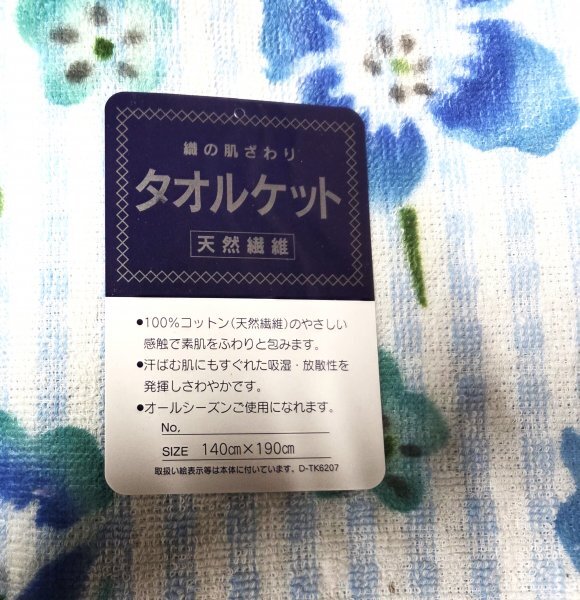 織の肌ざわり
タオルケット
天然繊維
●100%コットン(天然繊維)のやさしい
感触で素肌をふわりと包みます。
●汗ばむ肌にもすぐれた吸湿・放散性を
発揮しさわやかです。
●オールシーズンご使用になれます。
No,
SIZE 140㎝×190㎝
取扱い絵表示等は本体に付いています。D-TK6207